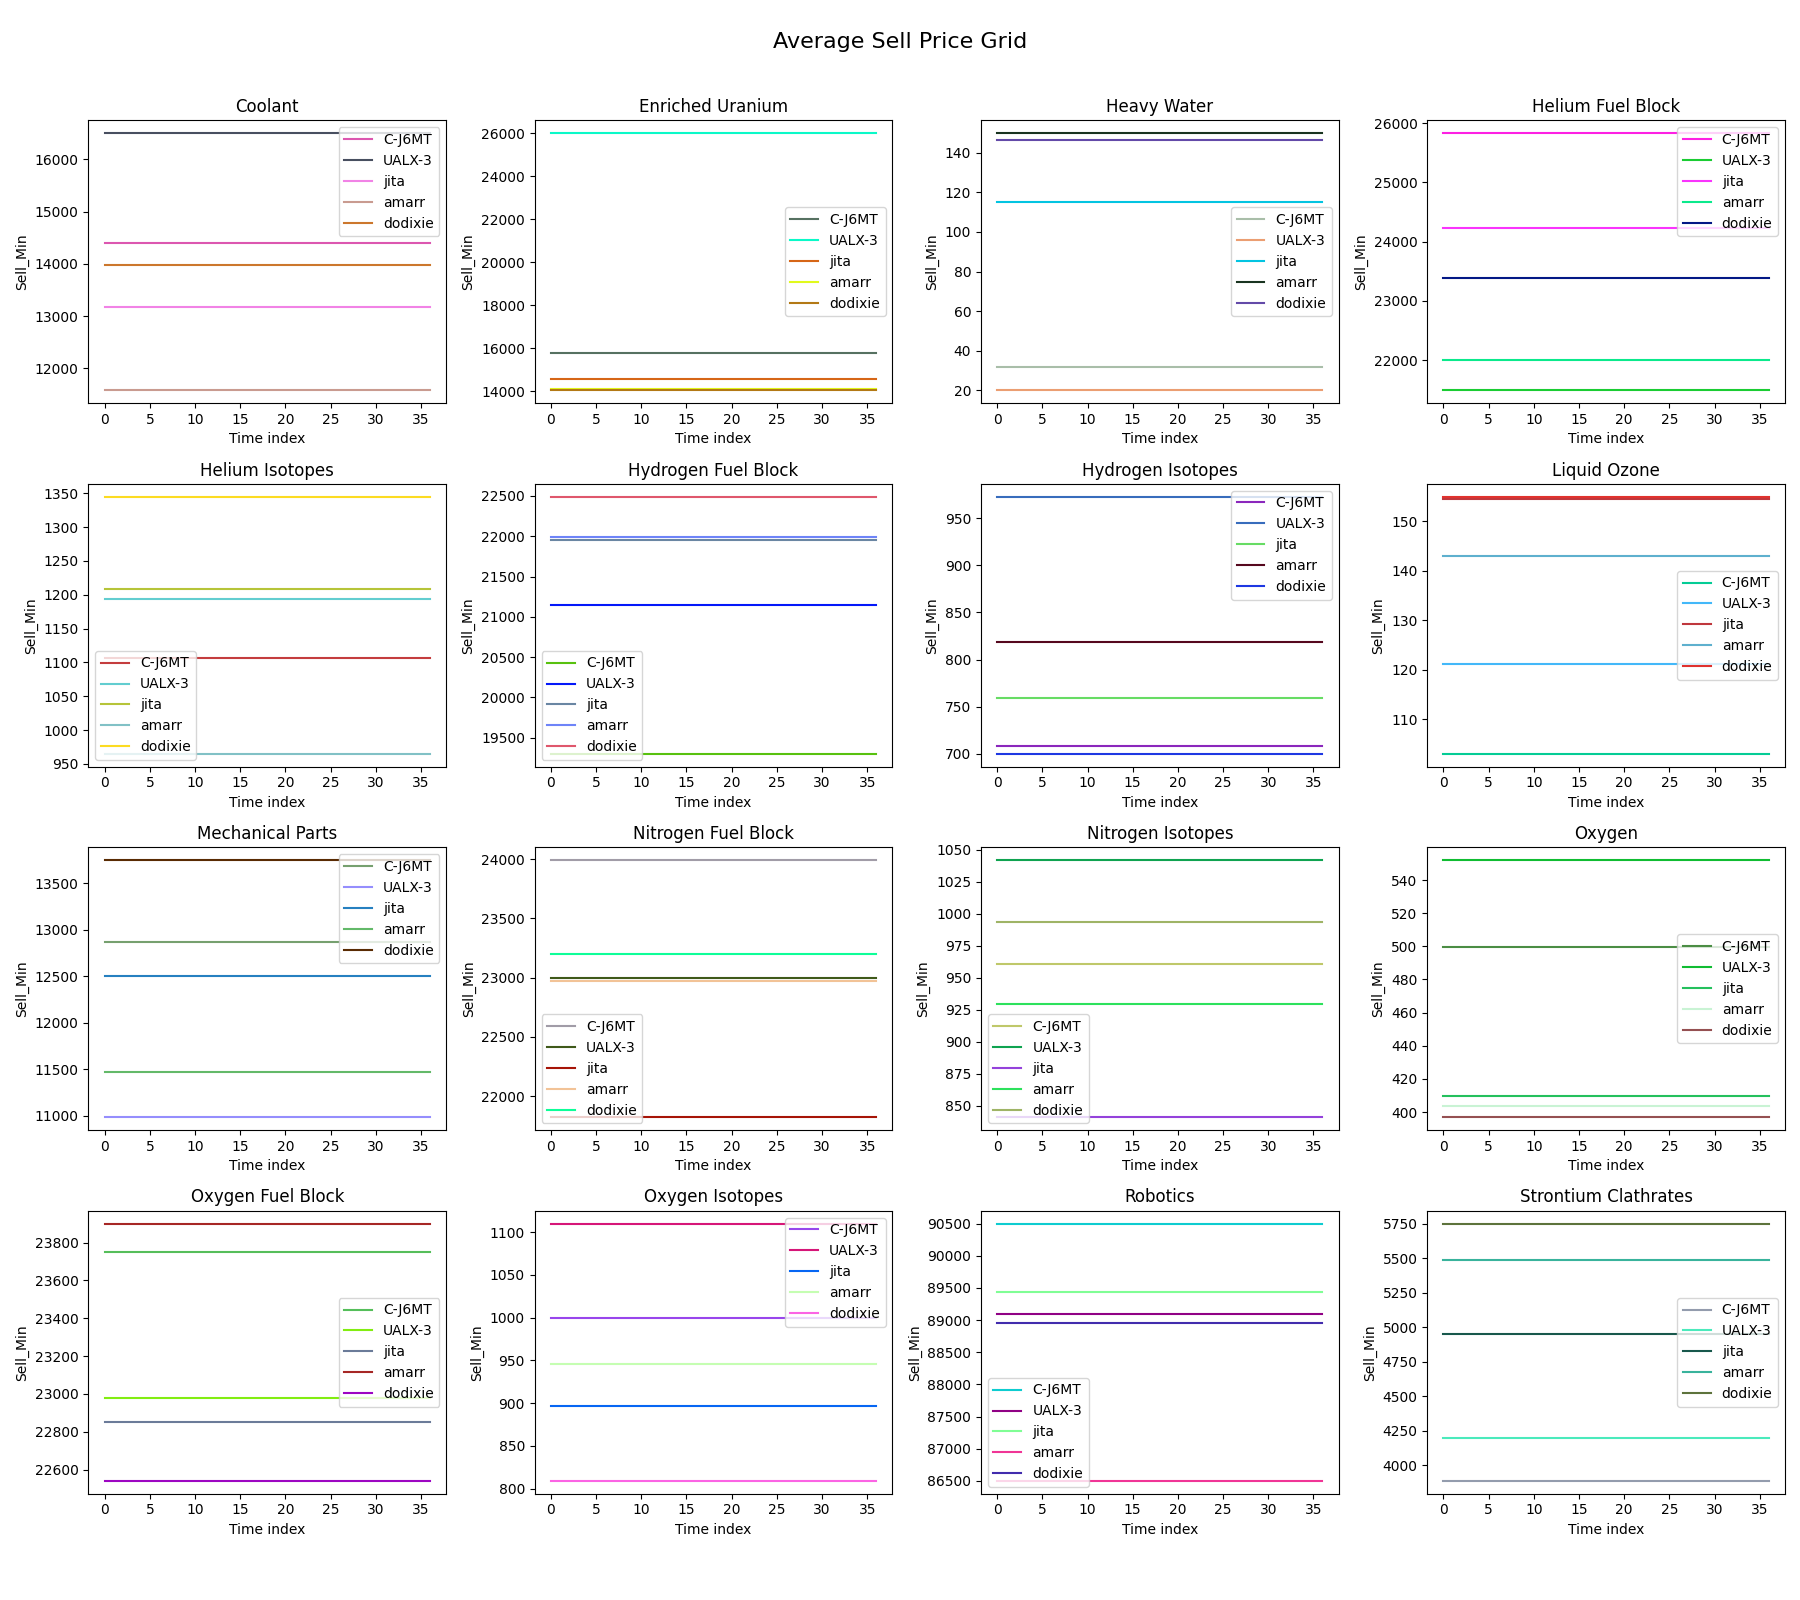 Average Sell Price Grid
Coolant
Sell_Min
16000
15000
14000
13000
12000
C-J6MT
UALX-3
jita
amarr
dodixie
0 5 10 15 20 25 30 35
Time index
Enriched Uranium
Sell_Min
26000
24000
22000
20000
18000
16000
14000
C-J6MT
UALX-3
jita
amarr
dodixie
0 5 10 15 20 25 30 35
Time index
Heavy Water
Sell_Min
140
120
100
80
60
40
20
C-J6MT
UALX-3
jita
amarr
dodixie
0 5 10 15 20 25 30 35
Time index
Helium Fuel Block
Sell_Min
26000
25000
24000
23000
22000
C-J6MT
UALX-3
jita
amarr
dodixie
0 5 10 15 20 25 30 35
Time index
Helium Isotopes
Sell_Min
1350
1300
1250
1200
1150
1100
1050
1000
950
C-J6MT
UALX-3
jita
amarr
dodixie
0 5 10 15 20 25 30 35
Time index
Hydrogen Fuel Block
Sell_Min
22500
22000
21500
21000
20500
20000
19500
C-J6MT
UALX-3
jita
amarr
dodixie
0 5 10 15 20 25 30 35
Time index
Hydrogen Isotopes
Sell_Min
950
900
850
800
750
700
C-J6MT
UALX-3
jita
amarr
dodixie
0 5 10 15 20 25 30 35
Time index
Liquid Ozone
Sell_Min
150
140
130
120
110
C-J6MT
UALX-3
jita
amarr
dodixie
0 5 10 15 20 25 30 35
Time index
Mechanical Parts
Sell_Min
13500
13000
12500
12000
11500
11000
C-J6MT
UALX-3
jita
amarr
dodixie
0 5 10 15 20 25 30 35
Time index
Nitrogen Fuel Block
Sell_Min
24000
23500
23000
22500
22000
C-J6MT
UALX-3
jita
amarr
dodixie
0 5 10 15 20 25 30 35
Time index
Nitrogen Isotopes
Sell_Min
1050
1025
1000
975
950
925
900
875
850
C-J6MT
UALX-3
jita
amarr
dodixie
0 5 10 15 20 25 30 35
Time index
Oxygen
Sell_Min
540
520
500
480
460
440
420
400
C-J6MT
UALX-3
jita
amarr
dodixie
0 5 10 15 20 25 30 35
Time index
Oxygen Fuel Block
Sell_Min
23800
23600
23400
23200
23000
22800
22600
C-J6MT
UALX-3
jita
amarr
dodixie
0 5 10 15 20 25 30 35
Time index
Oxygen Isotopes
Sell_Min
1100
1050
1000
950
900
850
800
C-J6MT
UALX-3
jita
amarr
dodixie
0 5 10 15 20 25 30 35
Time index
Robotics
Sell_Min
90500
90000
89500
89000
88500
88000
87500
87000
86500
C-J6MT
UALX-3
jita
amarr
dodixie
0 5 10 15 20 25 30 35
Time index
Strontium Clathrates
Sell_Min
5750
5500
5250
5000
4750
4500
4250
4000
C-J6MT
UALX-3
jita
amarr
dodixie
0 5 10 15 20 25 30 35
Time index